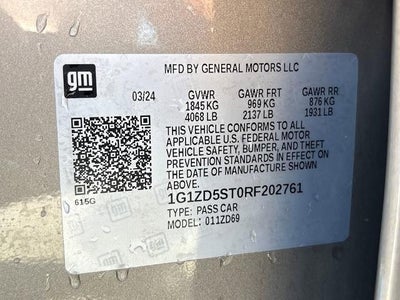 gm
MFD BY GENERAL MOTORS LLC
03/24 GVWR GAWR FRT GAWR RR
1845 KG 969 KG 876 KG
4068 LB 2137 LB 1931 LB
THIS VEHICLE CONFORMS TO ALL
APPLICABLE U.S. FEDERAL MOTOR
VEHICLE SAFETY, BUMPER, AND THEFT
PREVENTION STANDARDS IN EFFECT ON
THE DATE OF MANUFACTURE SHOWN
ABOVE.
615G
1G1ZD5ST0RF202761
TYPE: PASS CAR
MODEL: 011ZD69